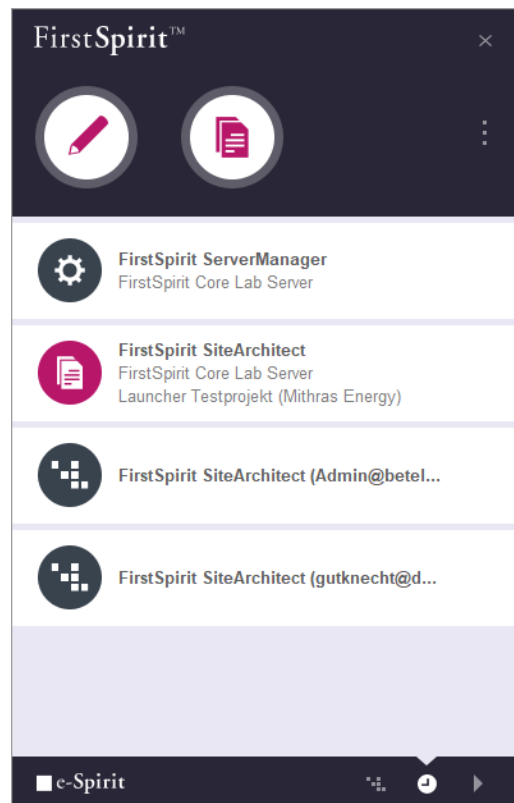 FirstSpirit™
FirstSpirit ServerManager
FirstSpirit Core Lab Server
FirstSpirit SiteArchitect
FirstSpirit Core Lab Server
Launcher Testprojekt (Mithras Energy)
FirstSpirit SiteArchitect (Admin@betel...
FirstSpirit SiteArchitect (gutknecht@d...
e-Spirit